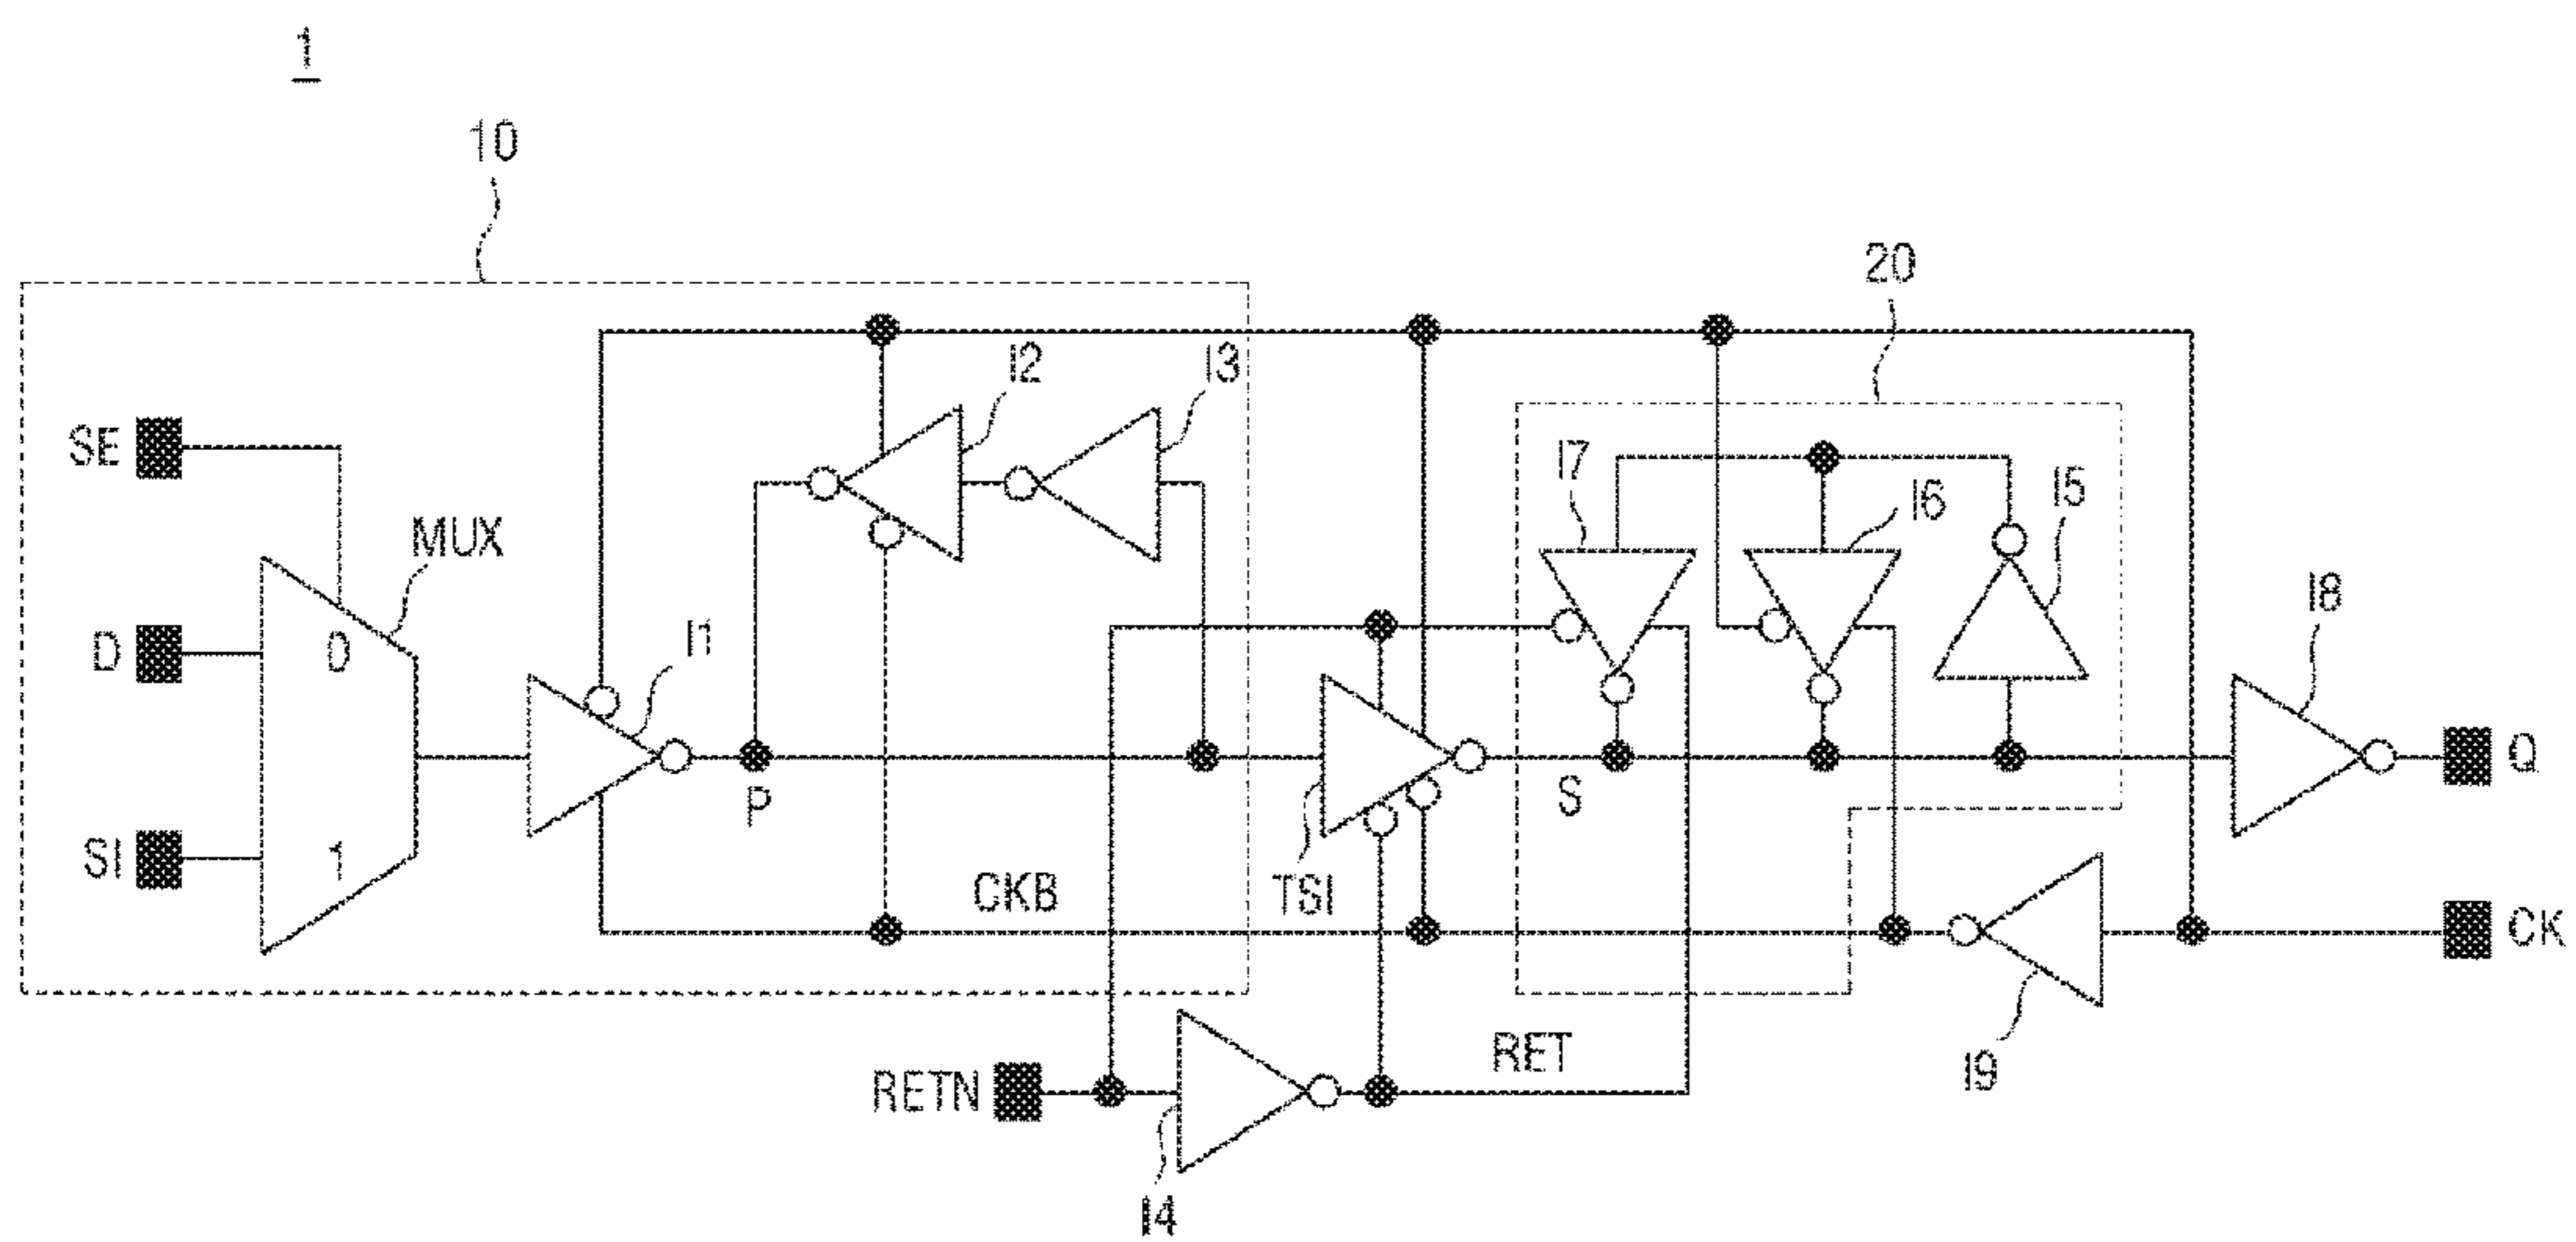 1
10
20
I2
I3
SE
I7
I6
I5
MUX
I8
D
0
I1
P
S
Q
SI
1
CKB
TSI
CK
RETN
RET
I9
I4